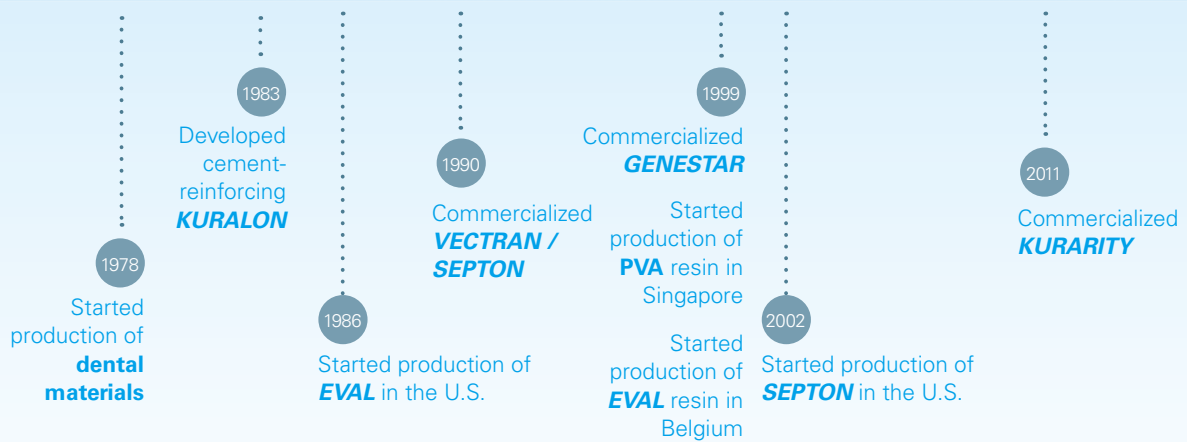 1978
Started
production of
dental
materials
1983
Developed
cement-
reinforcing
KURALON
1986
Started production of
EVAL in the U.S.
1990
Commercialized
VECTRAN /
SEPTON
1999
Commercialized
GENESTAR
Started
production of
PVA resin in
Singapore
Started
production of
EVAL resin in
Belgium
2002
Started production of
SEPTON in the U.S.
2011
Commercialized
KURARITY